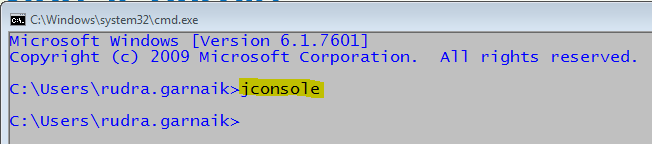 C:\Windows\system32\cmd.exe
Microsoft Windows [Version 6.1.7601]
Copyright (c) 2009 Microsoft Corporation.  All rights reserved.
C:\Users\rudra.garnaik>jconsole
C:\Users\rudra.garnaik>